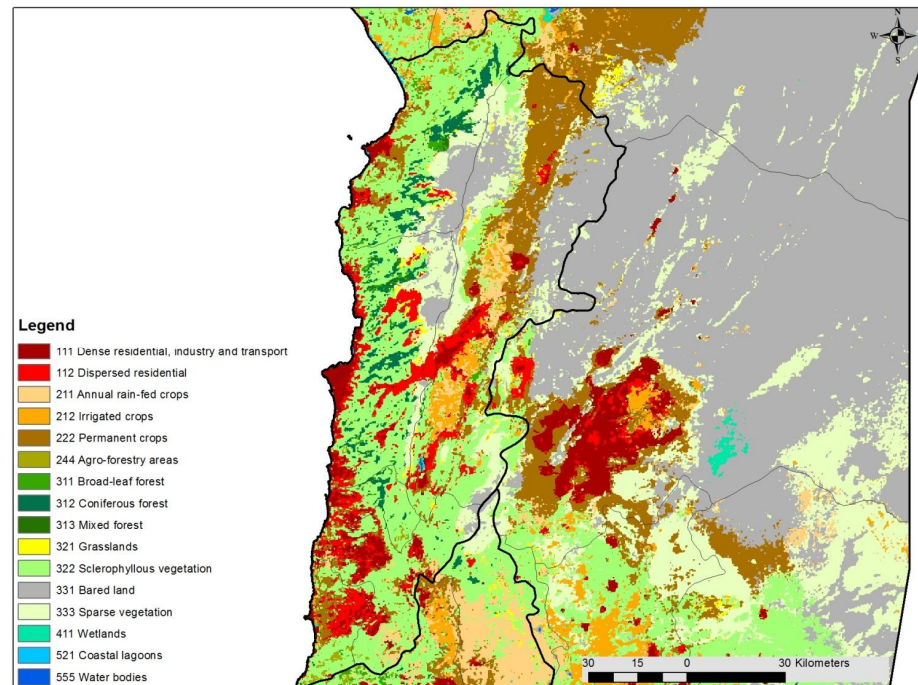 N
W
S
Legend
111 Dense residential, industry and transport
112 Dispersed residential
211 Annual rain-fed crops
212 Irrigated crops
222 Permanent crops
244 Agro-forestry areas
311 Broad-leaf forest
312 Coniferous forest
313 Mixed forest
321 Grasslands
322 Sclerophyllous vegetation
331 Bared land
333 Sparse vegetation
411 Wetlands
521 Coastal lagoons
555 Water bodies
30 15 0 30 Kilometers